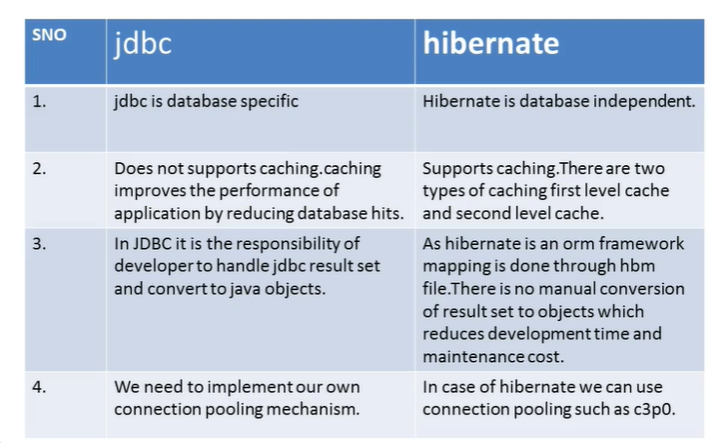 SNO
jdbc
hibernate
1.
jdbc is database specific
Hibernate is database independent.
2.
Does not supports caching.caching
improves the performance of
application by reducing database hits.
Supports caching.There are two
types of caching first level cache
and second level cache.
3.
In JDBC it is the responsibility of
developer to handle jdbc result set
and convert to java objects.
As hibernate is an orm framework
mapping is done through hbm
file.There is no manual conversion
of result set to objects which
reduces development time and
maintenance cost.
4.
We need to implement our own
connection pooling mechanism.
In case of hibernate we can use
connection pooling such as c3p0.